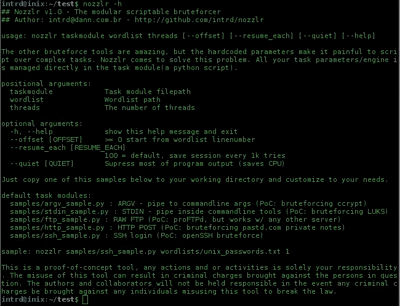 intrd@inix:~/test$ nozzlr -h
## Nozzlr v1.0 - The modular scriptable bruteforcer
## Author: intrd@dann.com.br - http://github.com/intrd/nozzlr

usage: nozzlr taskmodule wordlist threads [--offset] [--resume_each] [--quiet] [--help]

The other bruteforce tools are amazing, but the hardcoded parameters make it painful to scri
pt over complex tasks. Nozzlr comes to solve this problem. All your task parameters/engine i
s managed directly in the task module(a python script).

positional arguments:
taskmodule Task module filepath
wordlist Wordlist path
threads The number of threads

optional arguments:
-h, --help show this help message and exit
--offset [OFFSET] == 0 start from wordlist linenumber
--resume_each [RESUME_EACH]
100 = default, save session every 1k tries
--quiet [QUIET] Supress most of program output (saves CPU)

Just copy one of this samples below to your working directory and customize to your needs.

default task modules:
samples/argv_sample.py : ARGV - pipe to commandline args (PoC: bruteforcing ccrypt)
samples/stdin_sample.py : STDIN - pipe inside commandline tools (PoC: bruteforcing LUKS)
samples/ftp_sample.py : RAW FTP (PoC: proFTPd, but works w/ any other server)
samples/http_sample.py : HTTP POST (PoC: bruteforcing pastd.com private notes)
samples/ssh_sample.py : SSH login (PoC: openSSH bruteforce)

sample: nozzlr samples/ssh_sample.py wordlists/unix_passwords.txt 1

This is a proof-of-concept tool, any actions and or activities is solely your responsibility
. The misuse of this tool can result in criminal charges brought against the persons in ques
tion. The authors and collaborators will not be held responsible in the event any criminal c
harges be brought against any individuals misusing this tool to break the law.
intrd@inix:~/test$